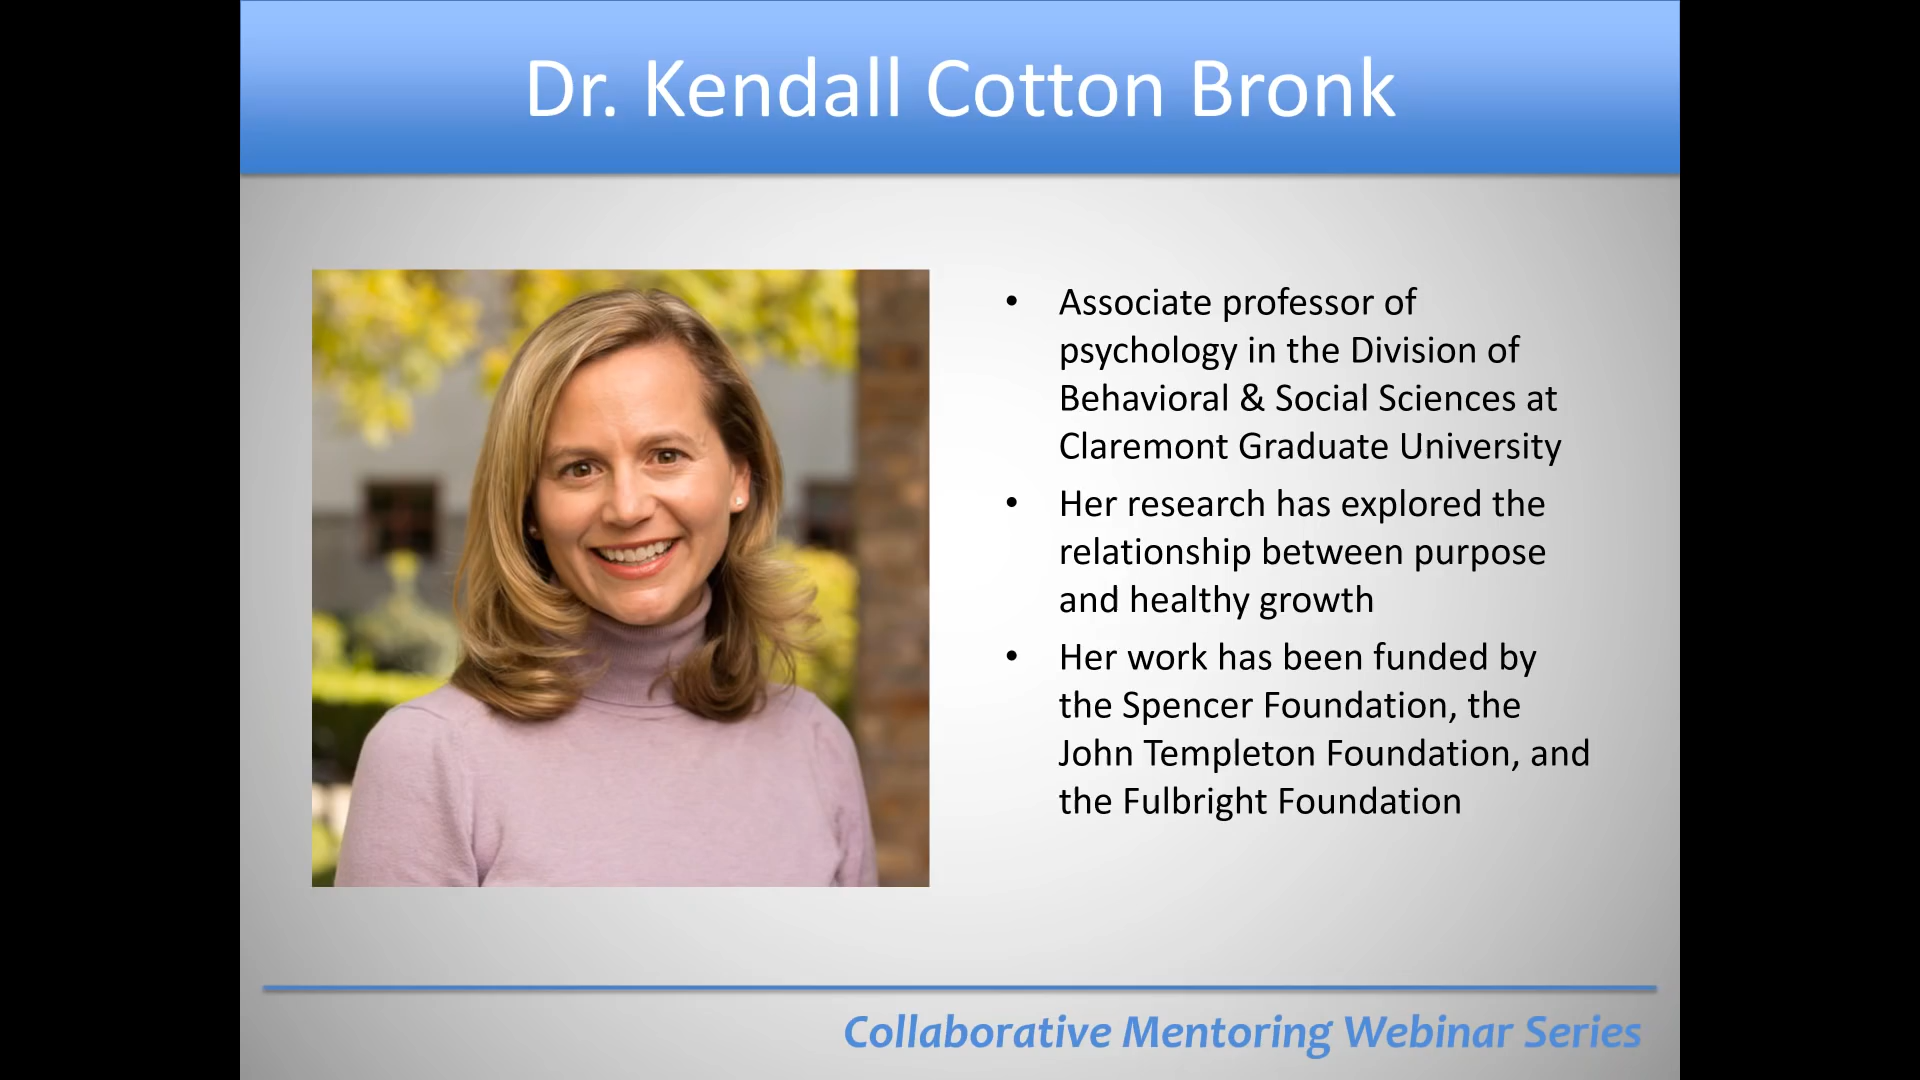 Dr. Kendall Cotton Bronk
• Associate professor of
psychology in the Division of
Behavioral & Social Sciences at
Claremont Graduate University
• Her research has explored the
relationship between purpose
and healthy growth
• Her work has been funded by
the Spencer Foundation, the
John Templeton Foundation, and
the Fulbright Foundation
Collaborative Mentoring Webinar Series